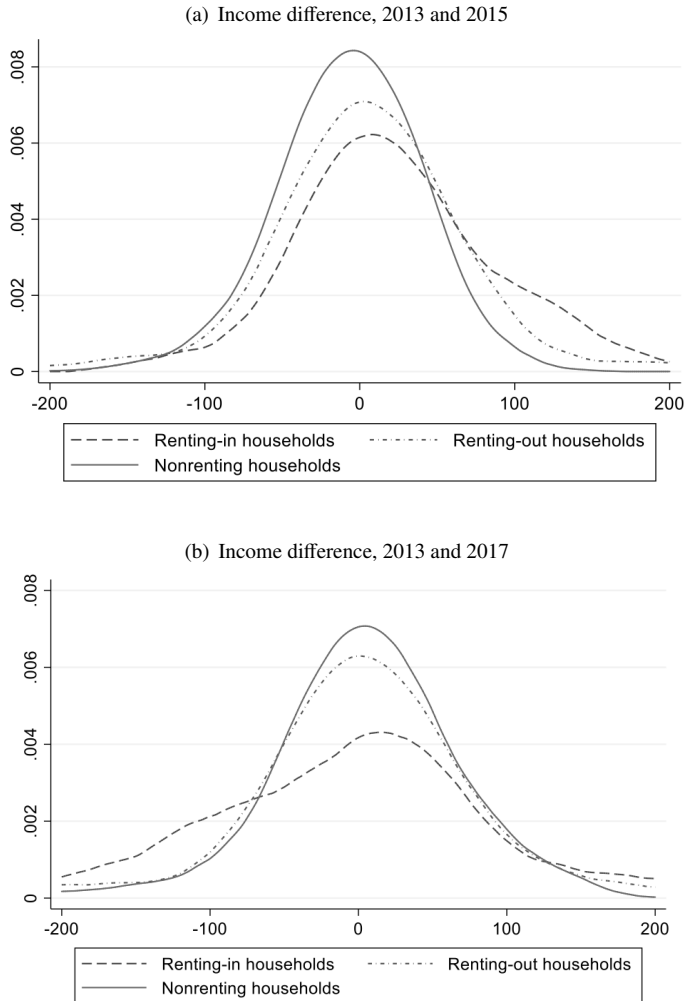 (a) Income difference, 2013 and 2015
.008
.006
.004
.002
0
-200 -100 0 100 200
Renting-in households Renting-out households
Nonrenting households
(b) Income difference, 2013 and 2017
.008
.006
.004
.002
0
-200 -100 0 100 200
Renting-in households Renting-out households
Nonrenting households